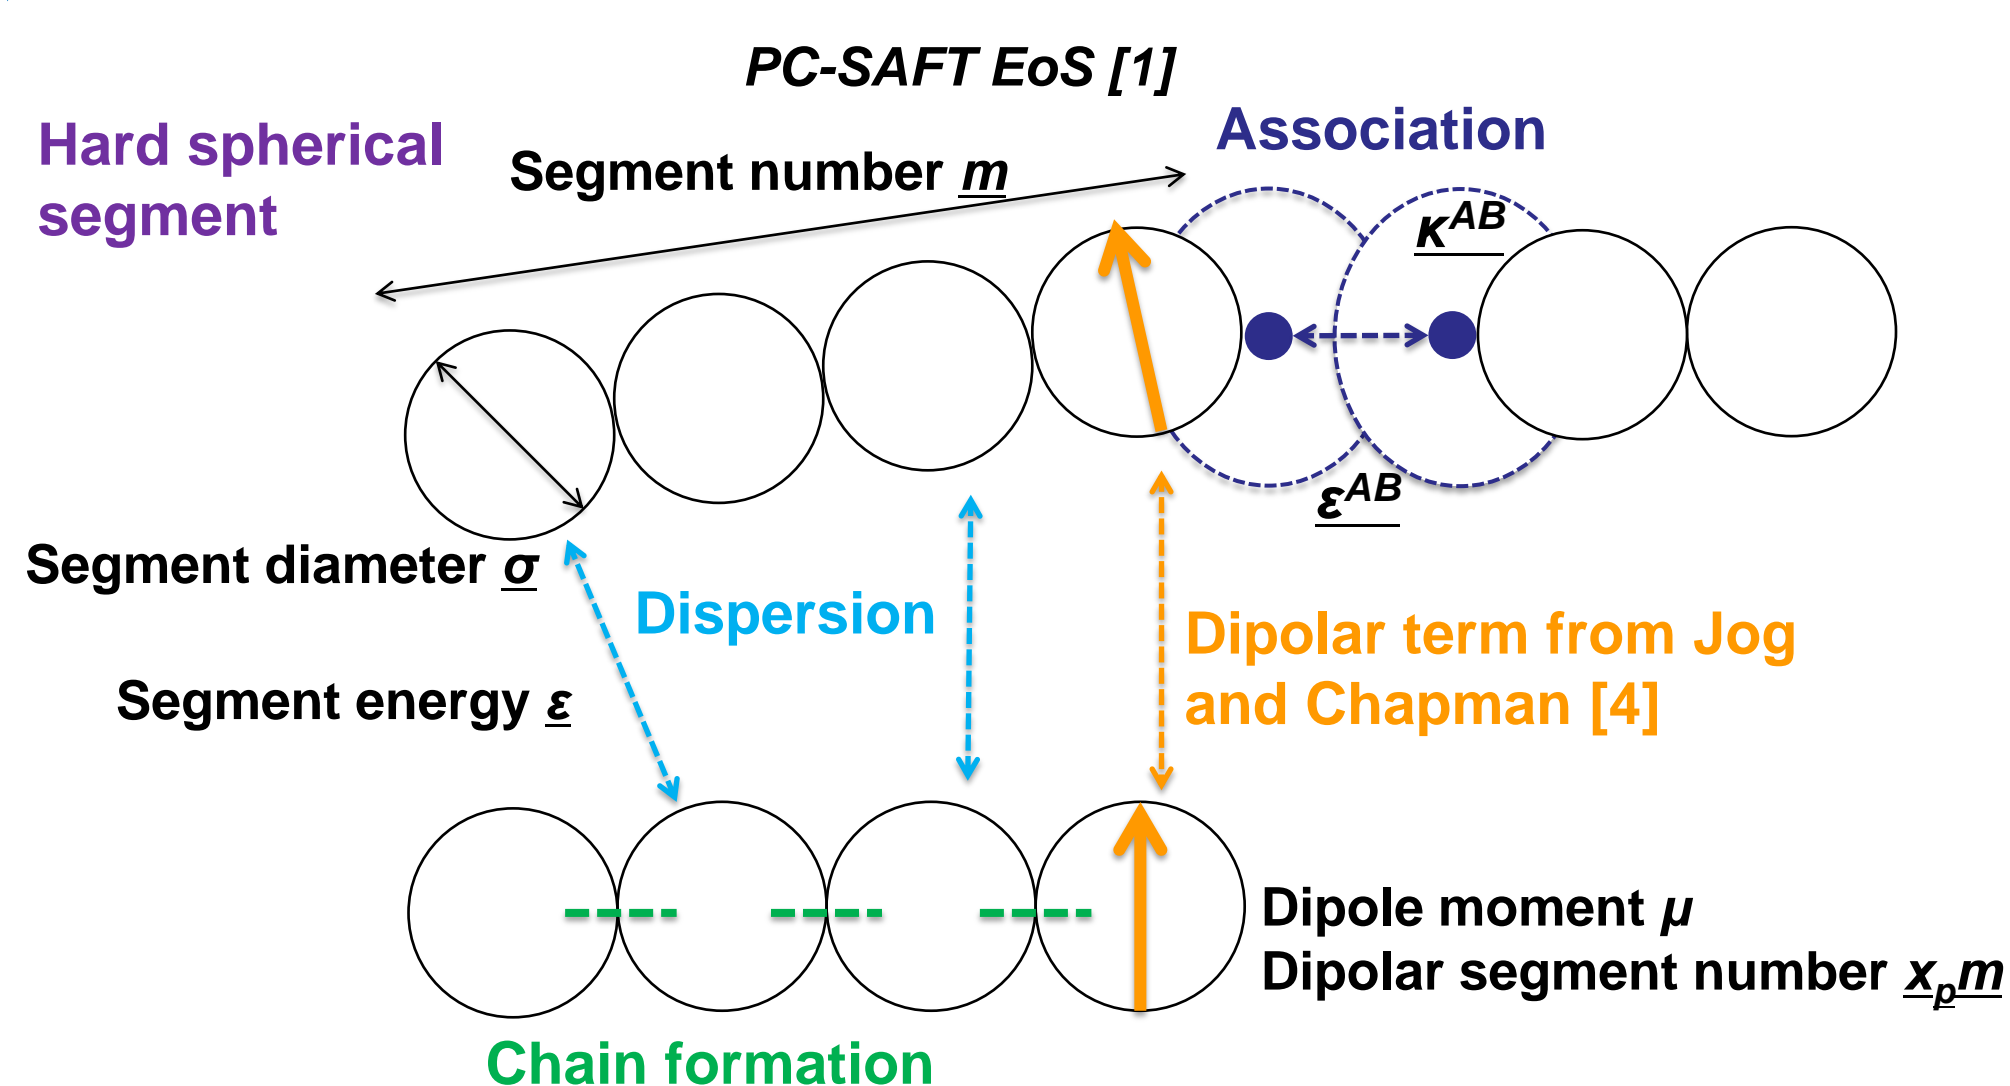 PC-SAFT EoS [1]
Hard spherical
segment
Segment number m
Association
κᴬᴮ
εᴬᴮ
Segment diameter σ
Dispersion
Segment energy ε
Dipolar term from Jog
and Chapman [4]
Dipole moment μ
Dipolar segment number xₚm
Chain formation